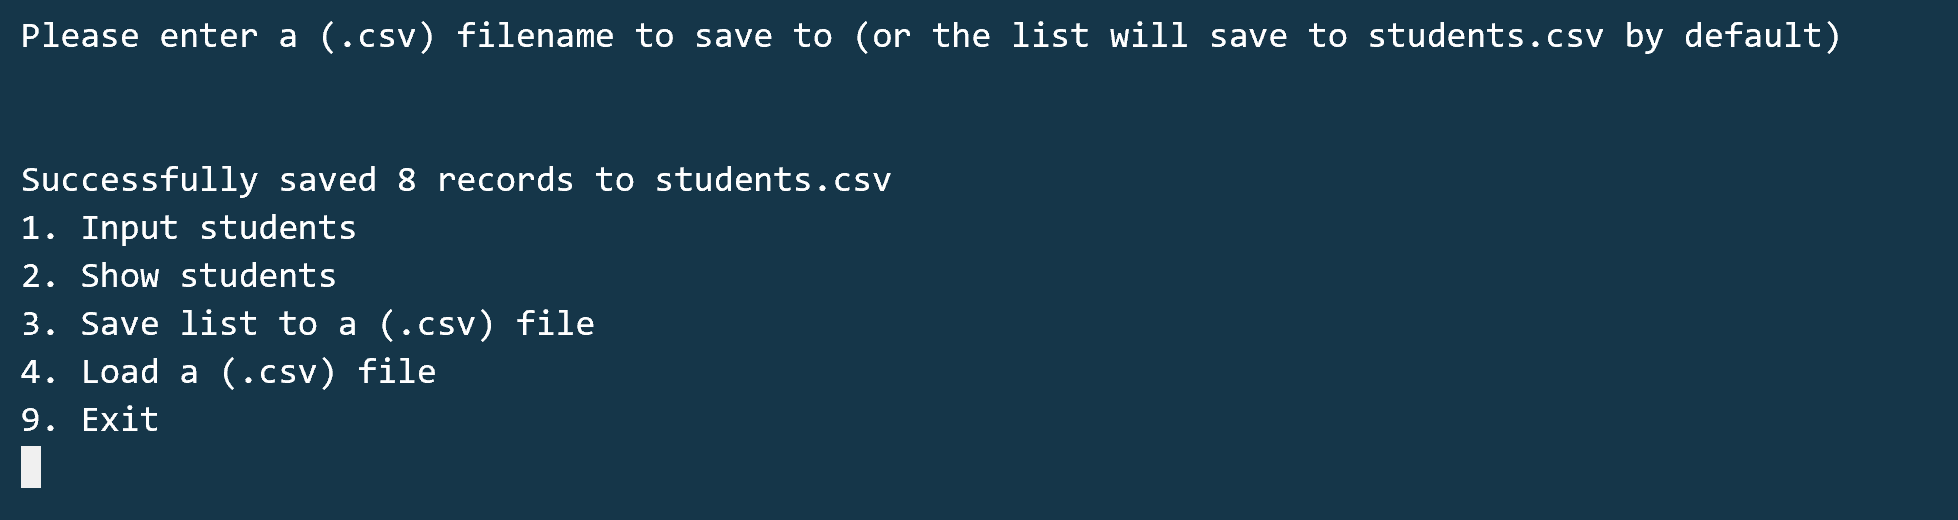 Please enter a (.csv) filename to save to (or the list will save to students.csv by default)
Successfully saved 8 records to students.csv
1. Input students
2. Show students
3. Save list to a (.csv) file
4. Load a (.csv) file
9. Exit